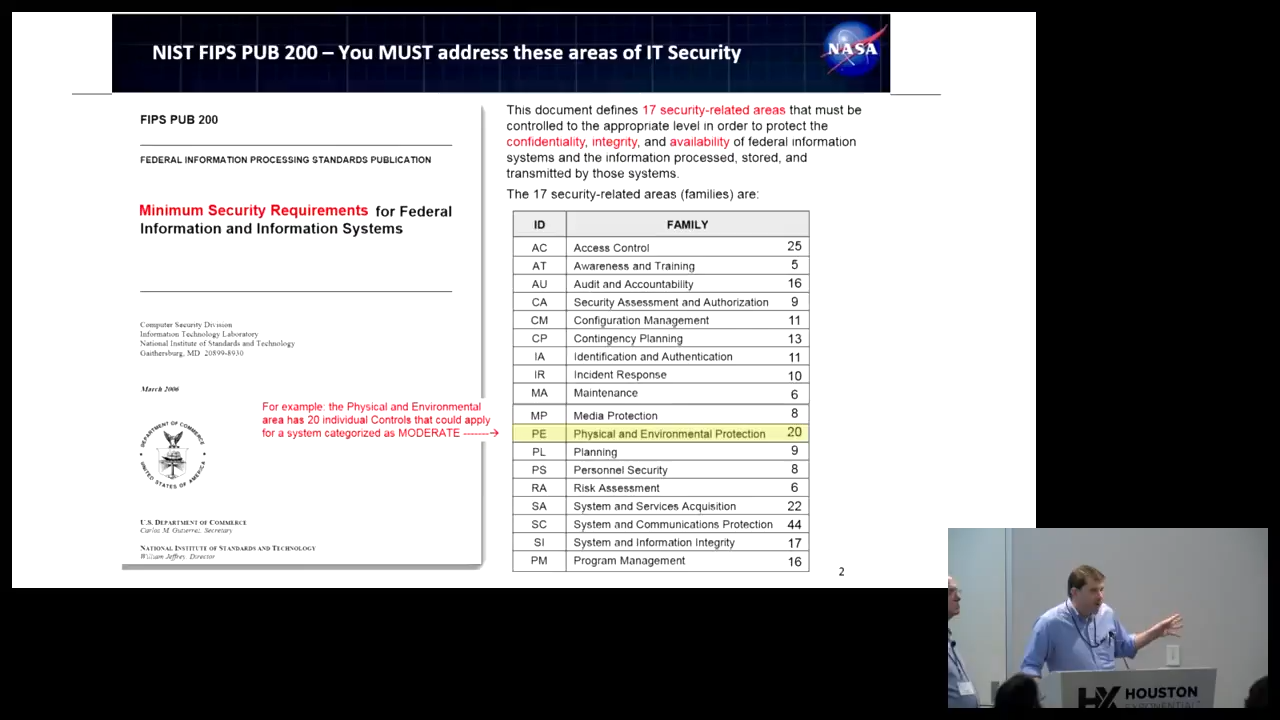 NIST FIPS PUB 200 – You MUST address these areas of IT Security
NASA
FIPS PUB 200
FEDERAL INFORMATION PROCESSING STANDARDS PUBLICATION
Minimum Security Requirements for Federal
Information and Information Systems
Computer Security Division
Information Technology Laboratory
National Institute of Standards and Technology
Gaithersburg, MD 20899-8930
March 2006
For example: the Physical and Environmental
area has 20 individual Controls that could apply
for a system categorized as MODERATE ------->
DEPARTMENT OF COMMERCE
UNITED STATES OF AMERICA
U.S. DEPARTMENT OF COMMERCE
Carlos M. Gutierrez, Secretary
NATIONAL INSTITUTE OF STANDARDS AND TECHNOLOGY
William Jeffrey, Director
This document defines 17 security-related areas that must be
controlled to the appropriate level in order to protect the
confidentiality, integrity, and availability of federal information
systems and the information processed, stored, and
transmitted by those systems.
The 17 security-related areas (families) are:
ID FAMILY
AC Access Control 25
AT Awareness and Training 5
AU Audit and Accountability 16
CA Security Assessment and Authorization 9
CM Configuration Management 11
CP Contingency Planning 13
IA Identification and Authentication 11
IR Incident Response 10
MA Maintenance 6
MP Media Protection 8
PE Physical and Environmental Protection 20
PL Planning 9
PS Personnel Security 8
RA Risk Assessment 6
SA System and Services Acquisition 22
SC System and Communications Protection 44
SI System and Information Integrity 17
PM Program Management 16
2
HX HOUSTON
EXPONENTIAL